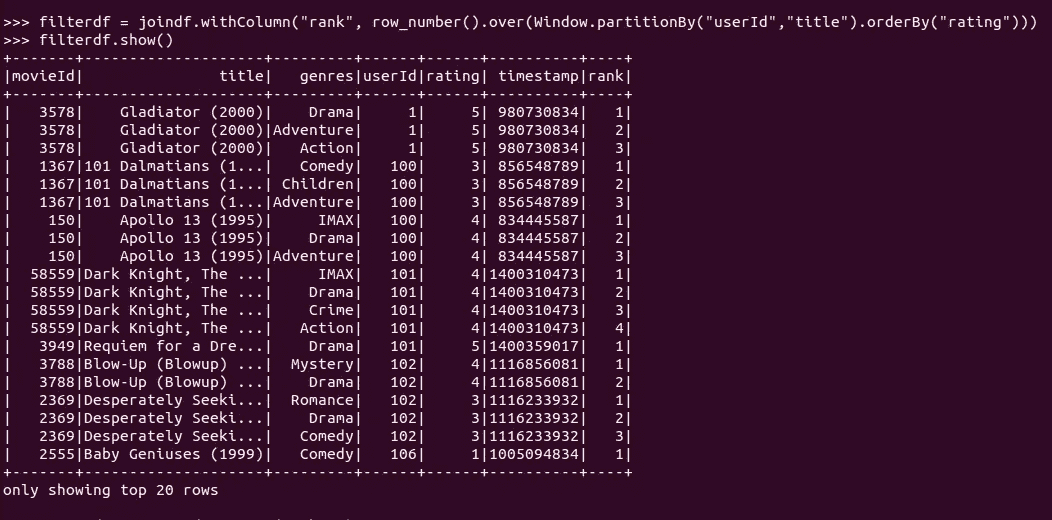 >>> filterdf = joindf.withColumn("rank", row_number().over(Window.partitionBy("userId","title").orderBy("rating")))
>>> filterdf.show()
+-------+--------------------+---------+------+------+----------+----+
|movieId|               title|   genres|userId|rating| timestamp|rank|
+-------+--------------------+---------+------+------+----------+----+
|   3578|    Gladiator (2000)|    Drama|     1|     5| 980730834|   1|
|   3578|    Gladiator (2000)|Adventure|     1|     5| 980730834|   2|
|   3578|    Gladiator (2000)|   Action|     1|     5| 980730834|   3|
|   1367|101 Dalmatians (1...|   Comedy|   100|     3| 856548789|   1|
|   1367|101 Dalmatians (1...| Children|   100|     3| 856548789|   2|
|   1367|101 Dalmatians (1...|Adventure|   100|     3| 856548789|   3|
|    150|    Apollo 13 (1995)|     IMAX|   100|     4| 834445587|   1|
|    150|    Apollo 13 (1995)|    Drama|   100|     4| 834445587|   2|
|    150|    Apollo 13 (1995)|Adventure|   100|     4| 834445587|   3|
|  58559|Dark Knight, The ...|     IMAX|   101|     4|1400310473|   1|
|  58559|Dark Knight, The ...|    Drama|   101|     4|1400310473|   2|
|  58559|Dark Knight, The ...|    Crime|   101|     4|1400310473|   3|
|  58559|Dark Knight, The ...|   Action|   101|     4|1400310473|   4|
|   3949|Requiem for a Dre...|    Drama|   101|     5|1400359017|   1|
|   3788|Blow-Up (Blowup) ...|  Mystery|   102|     4|1116856081|   1|
|   3788|Blow-Up (Blowup) ...|    Drama|   102|     4|1116856081|   2|
|   2369|Desperately Seeki...|  Romance|   102|     3|1116233932|   1|
|   2369|Desperately Seeki...|    Drama|   102|     3|1116233932|   2|
|   2369|Desperately Seeki...|   Comedy|   102|     3|1116233932|   3|
|   2555|Baby Geniuses (1999)|   Comedy|   106|     1|1005094834|   1|
+-------+--------------------+---------+------+------+----------+----+
only showing top 20 rows